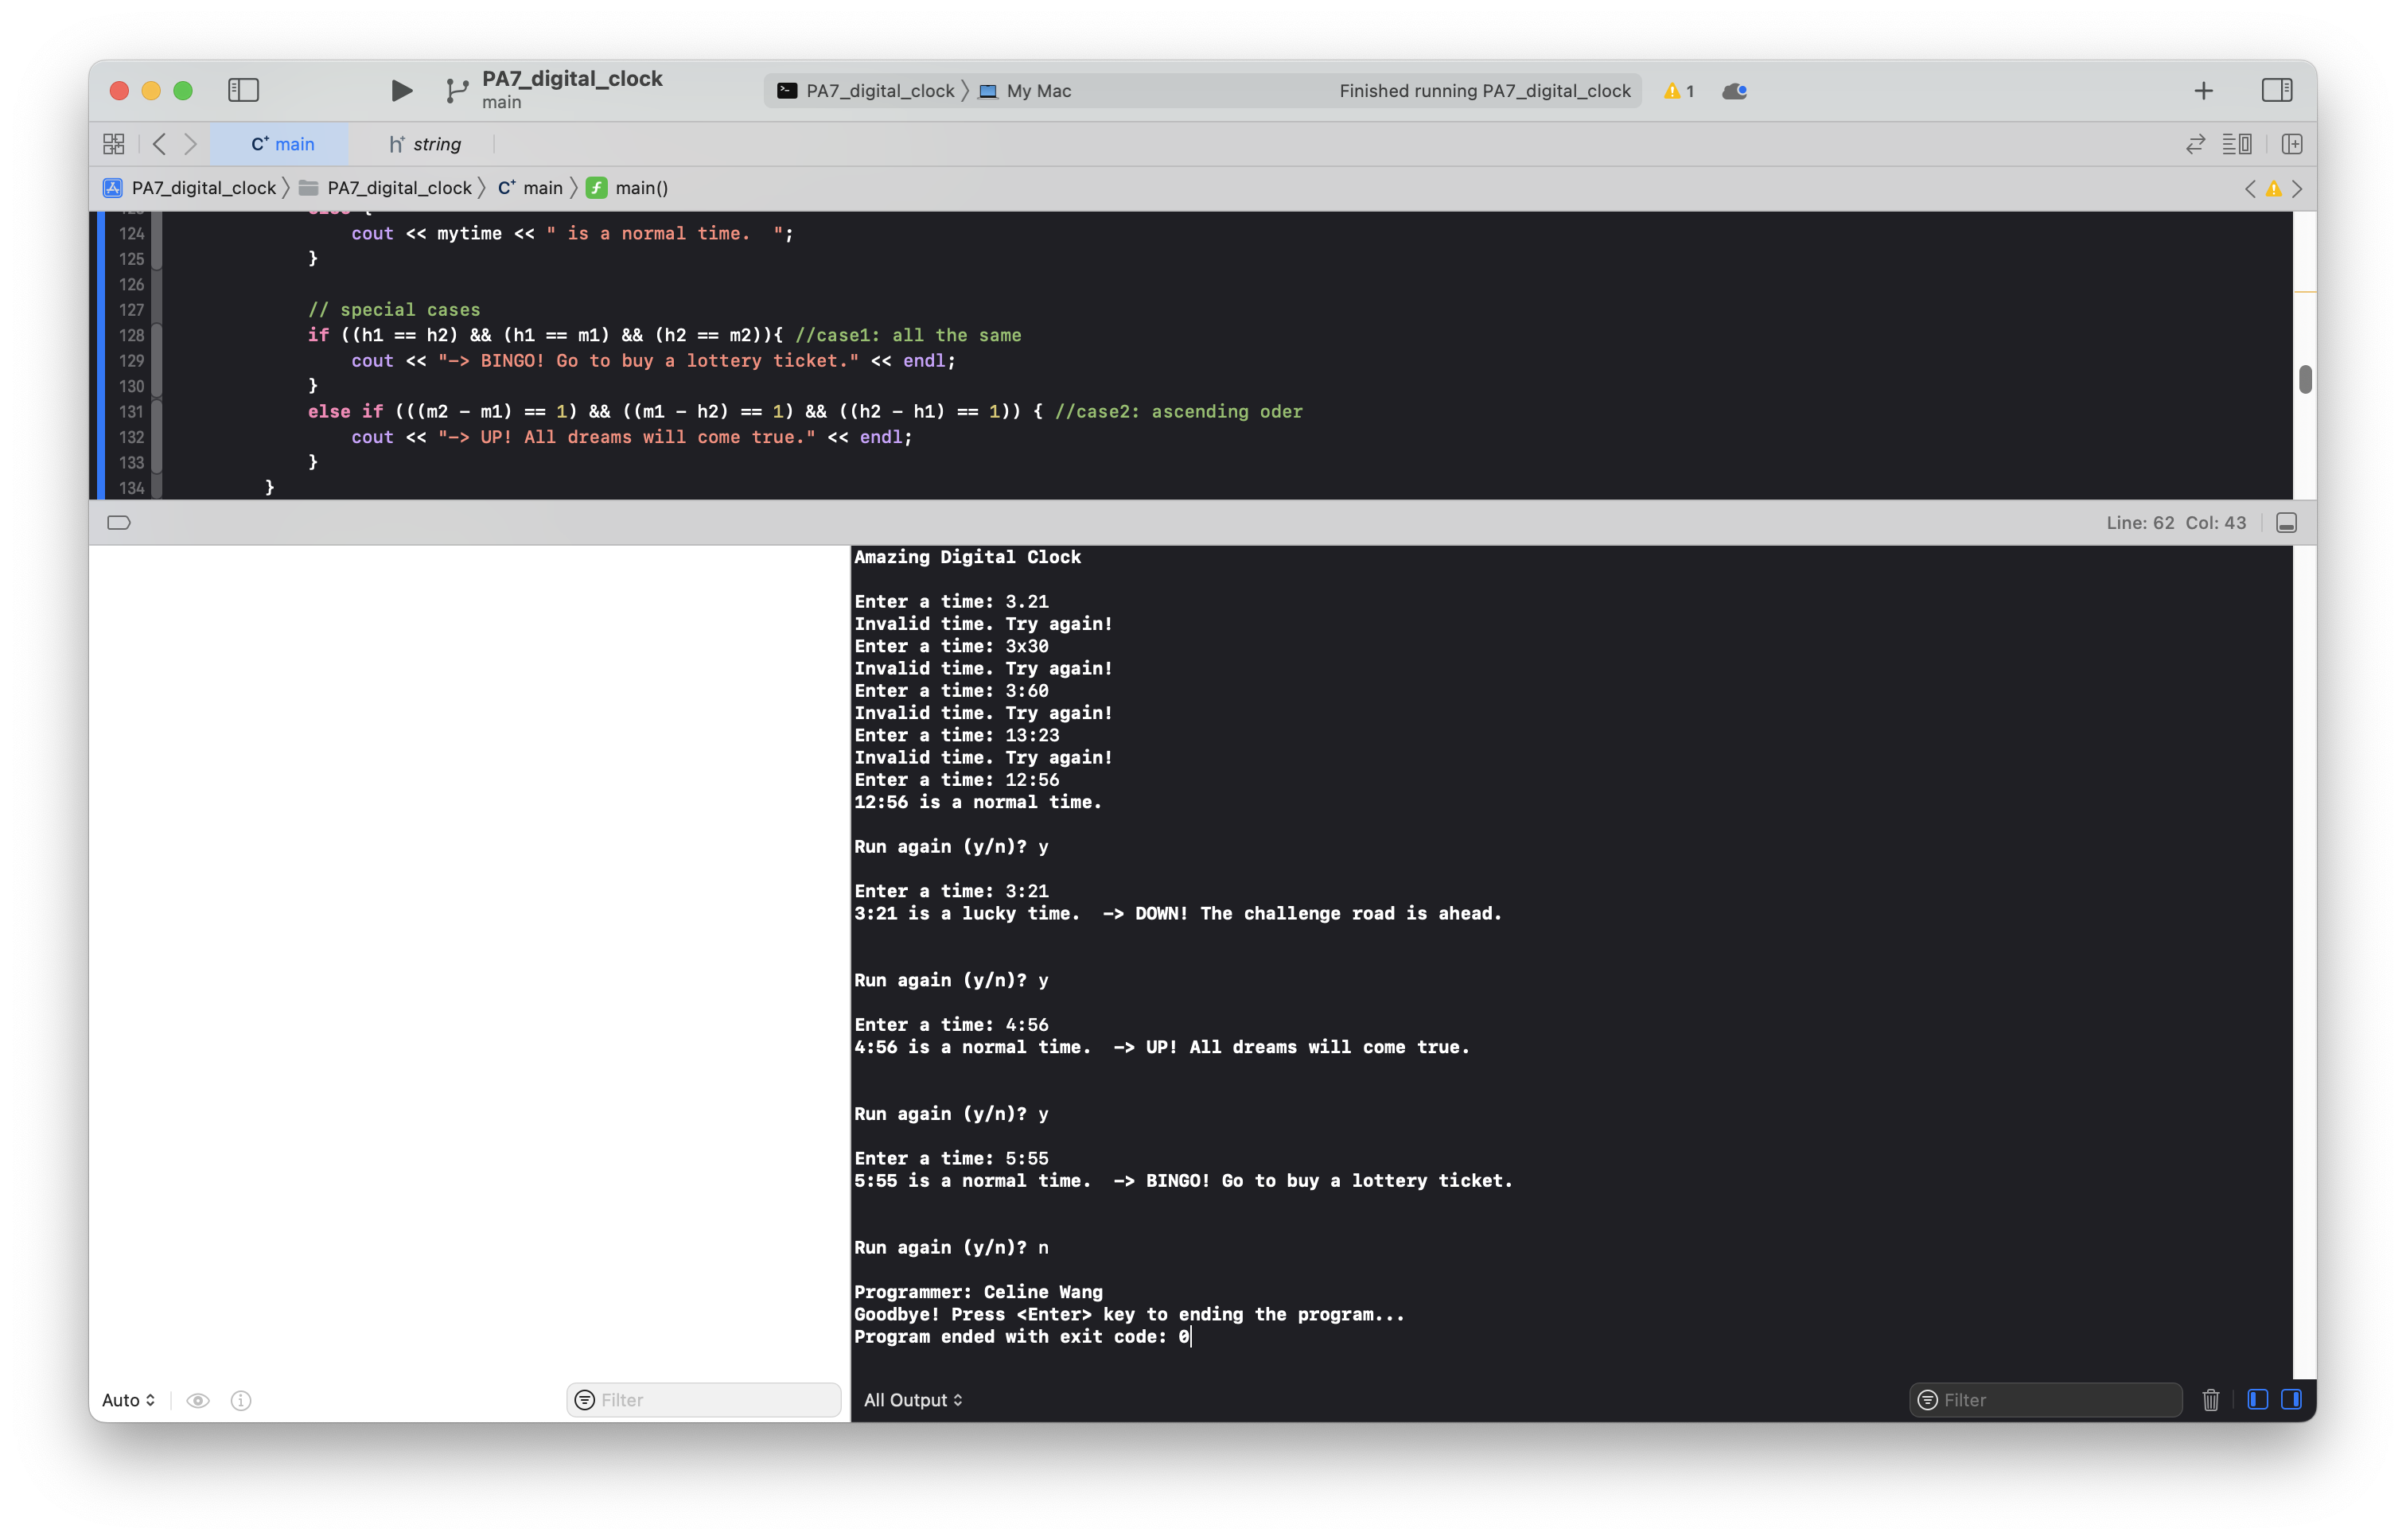 PA7_digital_clock
main
PA7_digital_clock 〉 My Mac
Finished running PA7_digital_clock
1
main
string
PA7_digital_clock 〉 PA7_digital_clock 〉 main 〉 main()
else {
124 cout << mytime << " is a normal time.  ";
125 }
126
127 // special cases
128 if ((h1 == h2) && (h1 == m1) && (h2 == m2)){ //case1: all the same
129 cout << "-> BINGO! Go to buy a lottery ticket." << endl;
130 }
131 else if (((m2 - m1) == 1) && ((m1 - h2) == 1) && ((h2 - h1) == 1)) { //case2: ascending oder
132 cout << "-> UP! All dreams will come true." << endl;
133 }
134 }
Line: 62 Col: 43
Amazing Digital Clock
Enter a time: 3.21
Invalid time. Try again!
Enter a time: 3x30
Invalid time. Try again!
Enter a time: 3:60
Invalid time. Try again!
Enter a time: 13:23
Invalid time. Try again!
Enter a time: 12:56
12:56 is a normal time.
Run again (y/n)? y
Enter a time: 3:21
3:21 is a lucky time.  -> DOWN! The challenge road is ahead.
Run again (y/n)? y
Enter a time: 4:56
4:56 is a normal time.  -> UP! All dreams will come true.
Run again (y/n)? y
Enter a time: 5:55
5:55 is a normal time.  -> BINGO! Go to buy a lottery ticket.
Run again (y/n)? n
Programmer: Celine Wang
Goodbye! Press <Enter> key to ending the program...
Program ended with exit code: 0
Auto
Filter
All Output
Filter